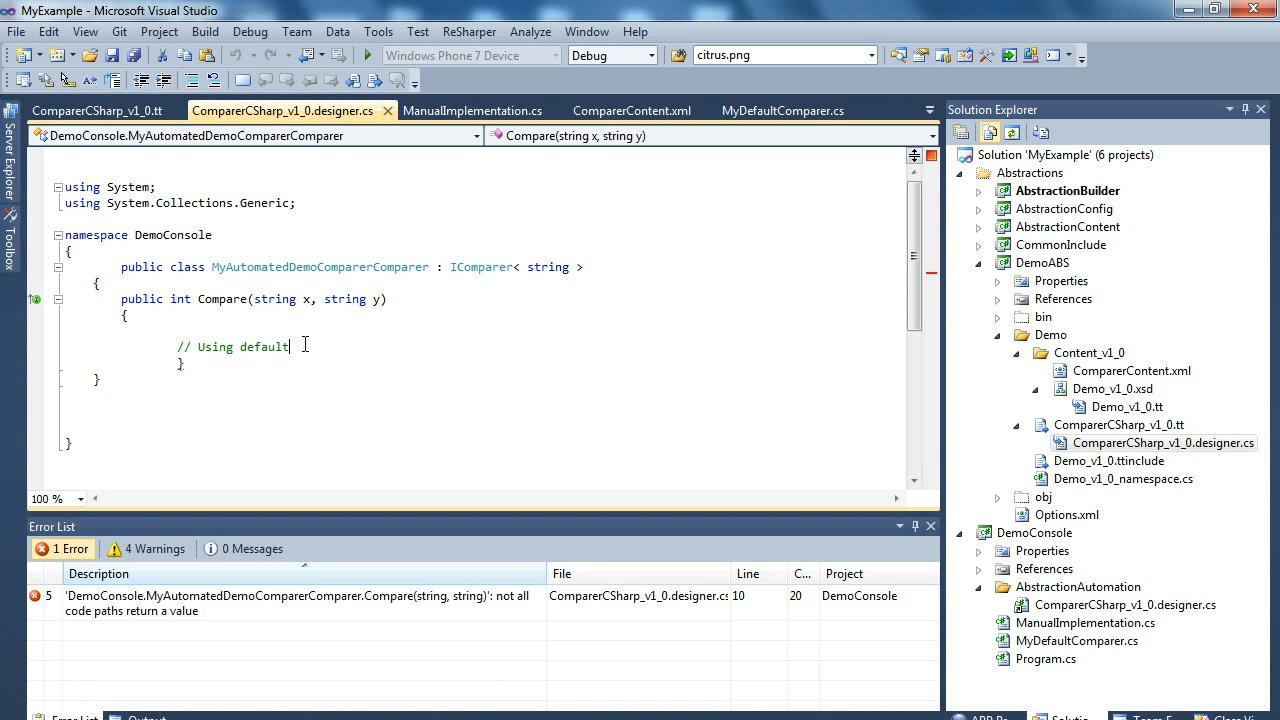 MyExample - Microsoft Visual Studio
File Edit View Git Project Build Debug Team Data Tools Test ReSharper Analyze Window Help
Windows Phone 7 Device Debug citrus.png
ComparerCSharp_v1_0.tt ComparerCSharp_v1_0.designer.cs ManualImplementation.cs ComparerContent.xml MyDefaultComparer.cs
DemoConsole.MyAutomatedDemoComparerComparer Compare(string x, string y)
Server Explorer
Toolbox
using System;
using System.Collections.Generic;
namespace DemoConsole
{
public class MyAutomatedDemoComparerComparer : IComparer< string >
{
public int Compare(string x, string y)
{
// Using default
}
}
}
100 %
Error List
1 Error 4 Warnings 0 Messages
Description File Line C... Project
5 'DemoConsole.MyAutomatedDemoComparerComparer.Compare(string, string)': not all ComparerCSharp_v1_0.designer.cs 10 20 DemoConsole
code paths return a value
Error List Output
Solution Explorer
Solution 'MyExample' (6 projects)
Abstractions
AbstractionBuilder
AbstractionConfig
AbstractionContent
CommonInclude
DemoABS
Properties
References
bin
Demo
Content_v1_0
ComparerContent.xml
Demo_v1_0.xsd
Demo_v1_0.tt
ComparerCSharp_v1_0.tt
ComparerCSharp_v1_0.designer.cs
Demo_v1_0.ttinclude
Demo_v1_0_namespace.cs
obj
Options.xml
DemoConsole
Properties
References
AbstractionAutomation
ComparerCSharp_v1_0.designer.cs
ManualImplementation.cs
MyDefaultComparer.cs
Program.cs